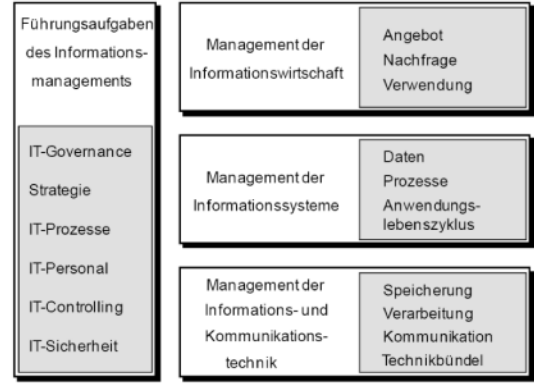 Führungsaufgaben
des Informations-
managements
IT-Governance
Strategie
IT-Prozesse
IT-Personal
IT-Controlling
IT-Sicherheit
Management der
Informationswirtschaft
Angebot
Nachfrage
Verwendung
Management der
Informationssysteme
Daten
Prozesse
Anwendungs-
lebenszyklus
Management der
Informations- und
Kommunikations-
technik
Speicherung
Verarbeitung
Kommunikation
Technikbündel